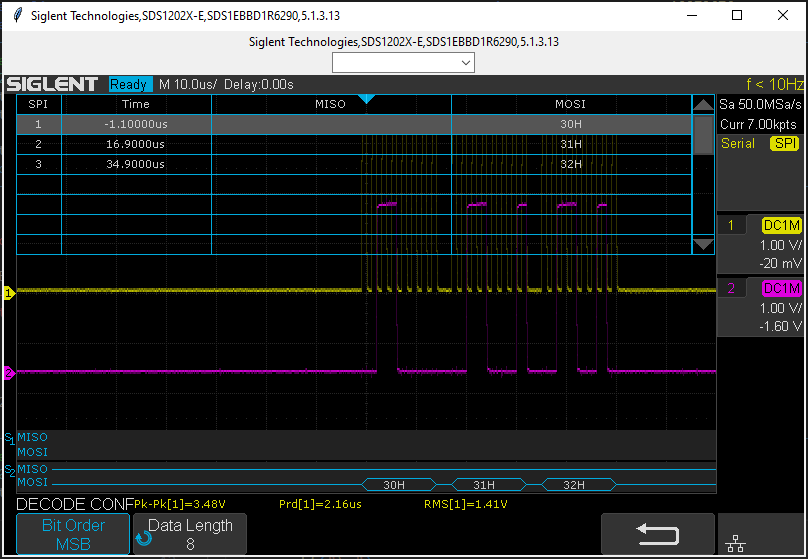 Siglent Technologies,SDS1202X-E,SDS1EBBD1R6290,5.1.3.13
Siglent Technologies,SDS1202X-E,SDS1EBBD1R6290,5.1.3.13
SIGLENT Ready M 10.0us/ Delay:0.00s f < 10Hz
SPI Time MISO MOSI Sa 50.0MSa/s
1 -1.10000us 30H Curr 7.00kpts
2 16.9000us 31H Serial SPI
3 34.9000us 32H
1 DC1M
1.00 V/
-20 mV
2 DC1M
1.00 V/
-1.60 V
1
2
S1 MISO
MOSI
S2 MISO
MOSI 30H 31H 32H
DECODE CONF Pk-Pk[1]=3.48V Prd[1]=2.16us RMS[1]=1.41V
Bit Order Data Length
MSB 8